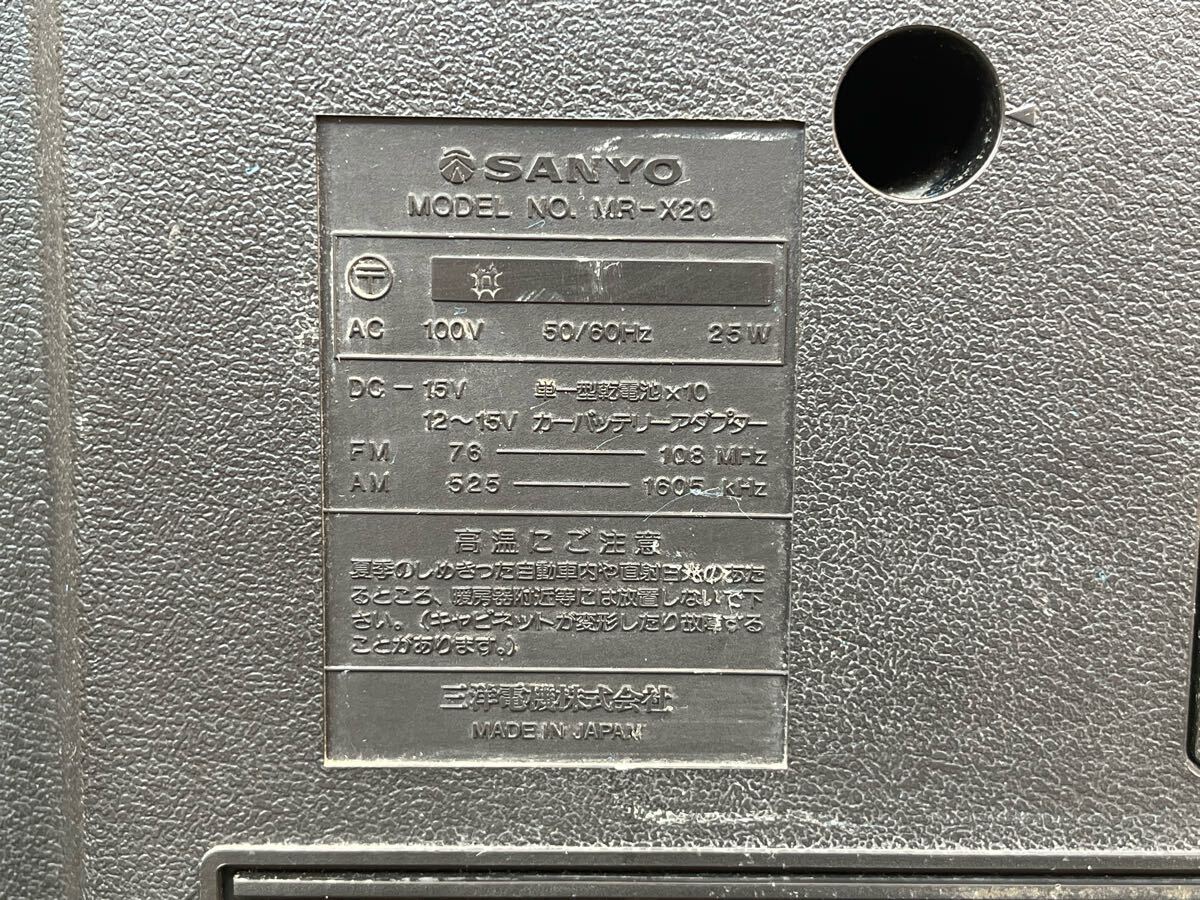 SANYO
MODEL NO. MR-X20
〒
AC 100V 50/60Hz 25W
DC - 15V 単一型乾電池×10
12〜15V カーバッテリーアダプター
FM 76 — 108 MHz
AM 525 — 1605 kHz
高温にご注意
夏季のしめきった自動車内や直射日光のあた
るところ、暖房器附近等には放置しないで下
さい。(キャビネットが変形したり故障する
ことがあります。)
三洋電機株式会社
MADE IN JAPAN